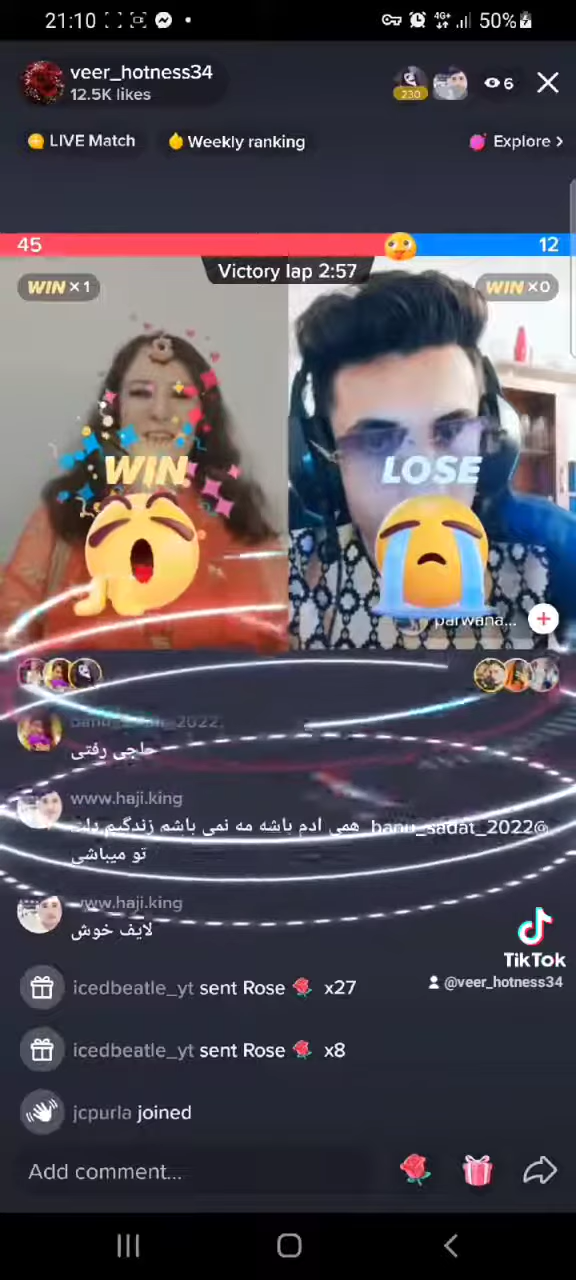 21:10
4G+
50%
veer_hotness34
12.5K likes
230
6
LIVE Match
Weekly ranking
Explore >
45
12
Victory lap 2:57
WIN ×1
WIN ×0
WIN
LOSE
parwana...
حاجی رفتی
www.haji.king
@banu_sadat_2022 همی ادم باشه مه نمی باشم زندگیم دلت
تو میباشی
www.haji.king
لایف خوش
TikTok
@veer_hotness34
icedbeatle_yt sent Rose x27
icedbeatle_yt sent Rose x8
jcpurla joined
Add comment...